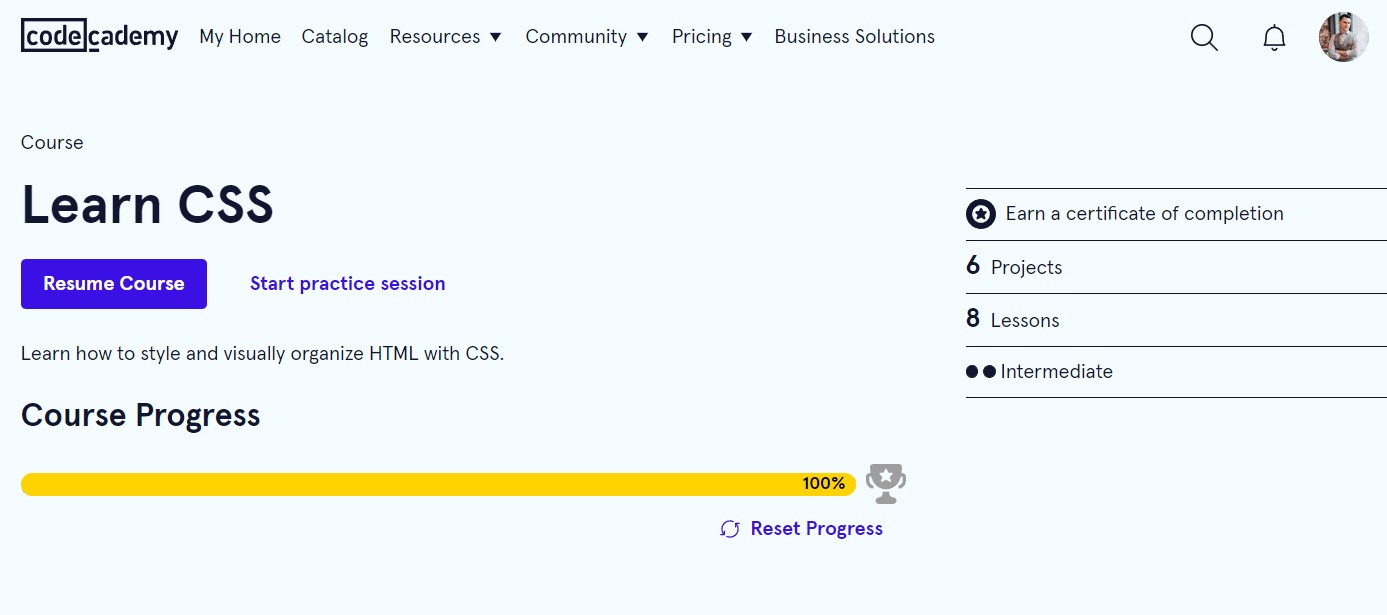 codecademy My Home Catalog Resources Community Pricing Business Solutions
Course
Learn CSS
Resume Course Start practice session
Learn how to style and visually organize HTML with CSS.
Course Progress
100%
Reset Progress
Earn a certificate of completion
6 Projects
8 Lessons
Intermediate